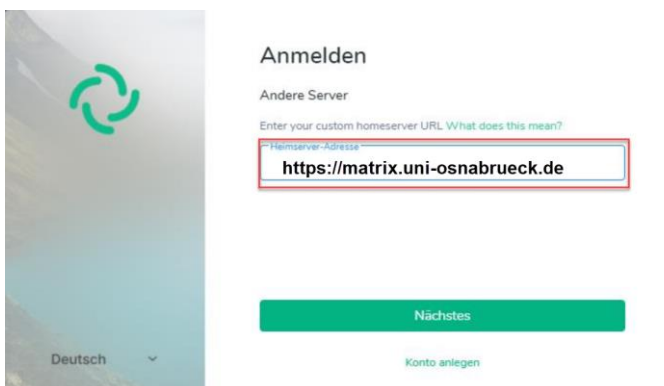 Anmelden
Andere Server
Enter your custom homeserver URL What does this mean?
Heimserver-Adresse
https://matrix.uni-osnabrueck.de
Nächstes
Deutsch
Konto anlegen